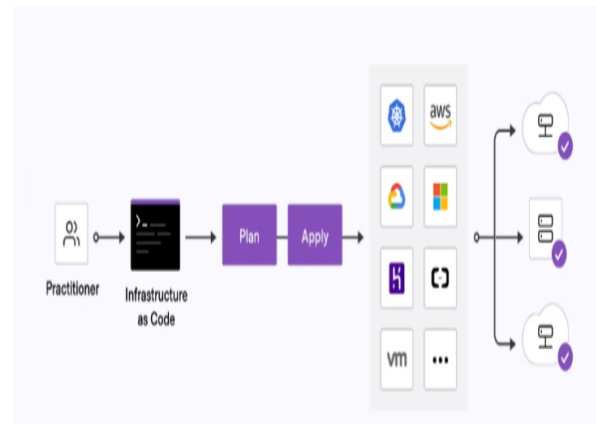 aws
Plan
Apply
Practitioner
Infrastructure
as Code
vm